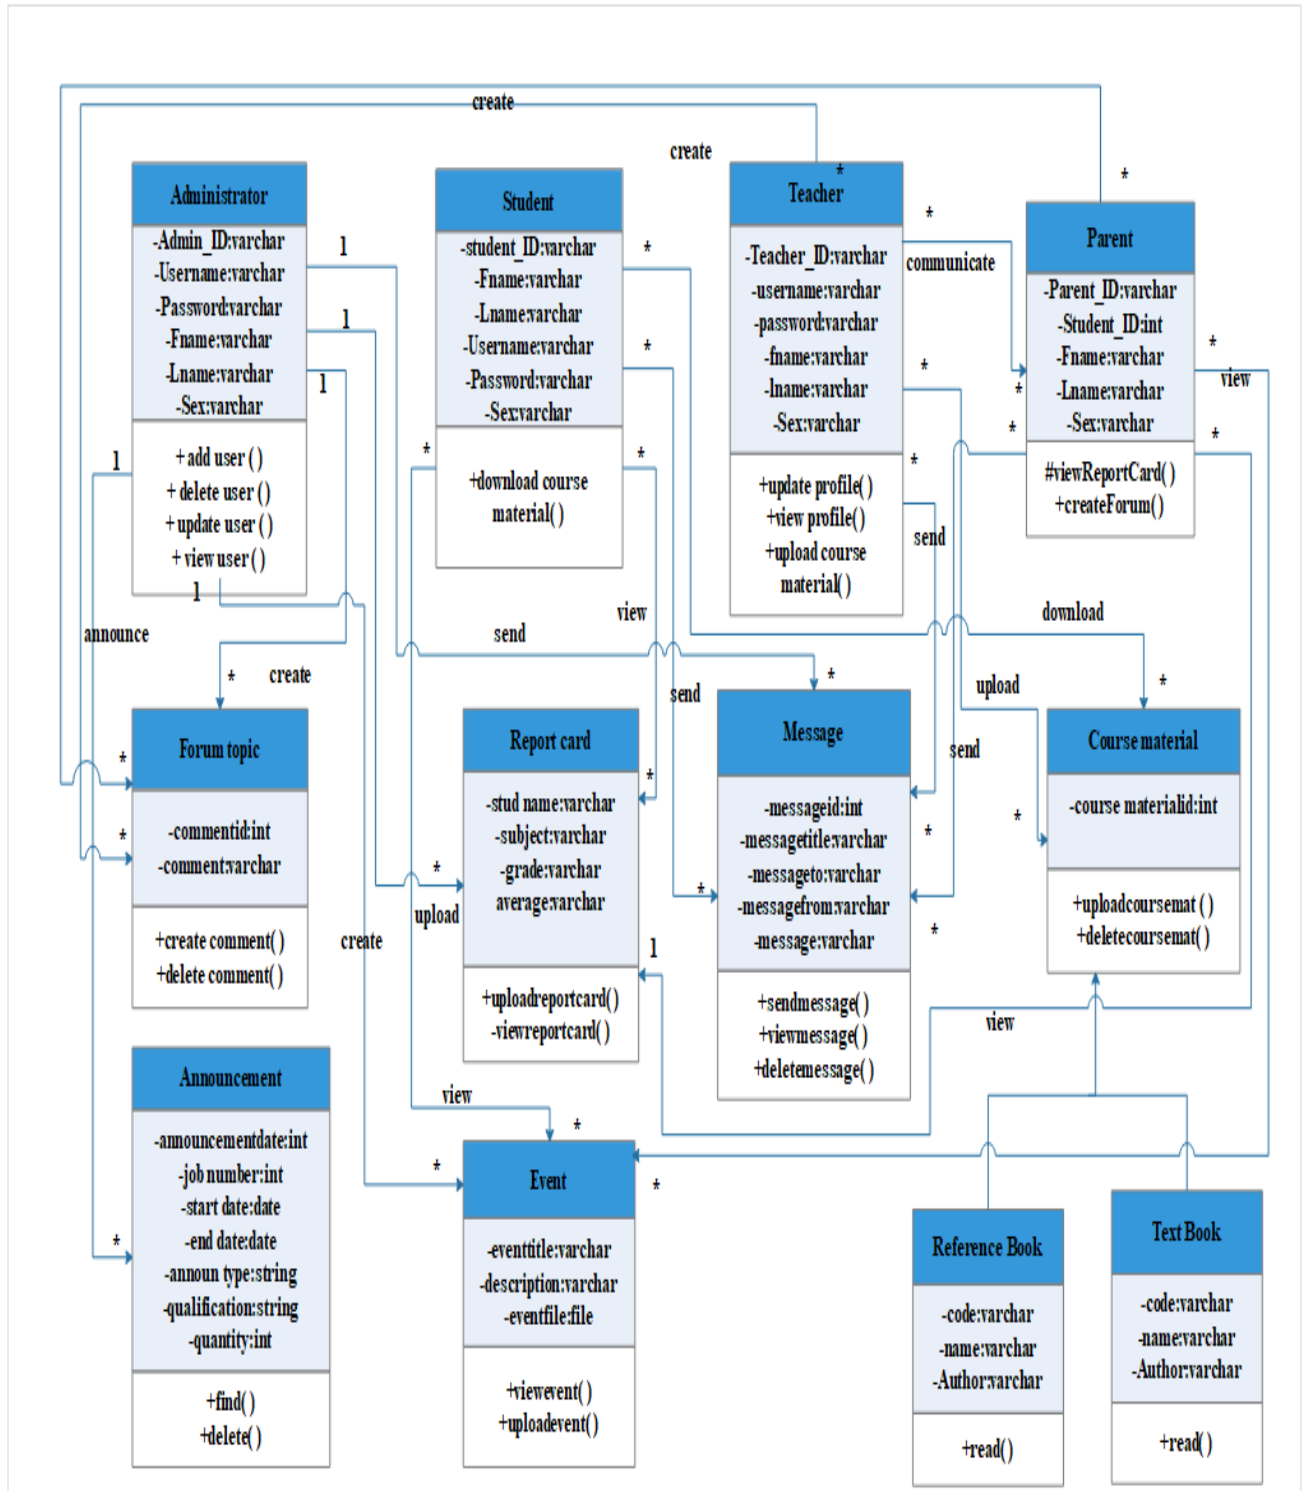 create
create
Administrator
-Admin_ID:varchar
-Username:varchar
-Password:varchar
-Fname:varchar
-Lname:varchar
-Sex:varchar
+ add user ( )
+ delete user ( )
+ update user ( )
+ view user ( )
1
1
1
1
1
announce
*
create
Student
-student_ID:varchar
-Fname:varchar
-Lname:varchar
-Username:varchar
-Password:varchar
-Sex:varchar
+download course
material( )
*
*
*
*
view
send
send
*
Teacher
-Teacher_ID:varchar
-username:varchar
-password:varchar
-fname:varchar
-lname:varchar
-Sex:varchar
+update profile( )
+view profile( )
+upload course
material( )
*
communicate
*
*
send
*
Parent
-Parent_ID:varchar
-Student_ID:int
-Fname:varchar
-Lname:varchar
-Sex:varchar
#viewReportCard( )
+createForum( )
*
*
*
view
*
download
upload
send
*
*
Forum topic
-commentid:int
-comment:varchar
+create comment( )
+delete comment( )
*
*
create
Report card
-stud name:varchar
-subject:varchar
-grade:varchar
average:varchar
+uploadreportcard( )
-viewreportcard( )
*
*
upload
1
Message
-messageid:int
-messagetitle:varchar
-messageto:varchar
-messagefrom:varchar
-message:varchar
+sendmessage( )
+viewmessage( )
+deletemessage( )
*
*
*
*
Course material
-course materialid:int
+uploadcoursemat ( )
+deletecoursemat( )
*
view
Announcement
-announcementdate:int
-job number:int
-start date:date
-end date:date
-announ type:string
-qualification:string
-quantity:int
+find( )
+delete( )
*
view
*
*
*
Event
-eventtitle:varchar
-description:varchar
-eventfile:file
+viewevent( )
+uploadevent( )
Reference Book
-code:varchar
-name:varchar
-Author:varchar
+read( )
Text Book
-code:varchar
-name:varchar
-Author:varchar
+read( )